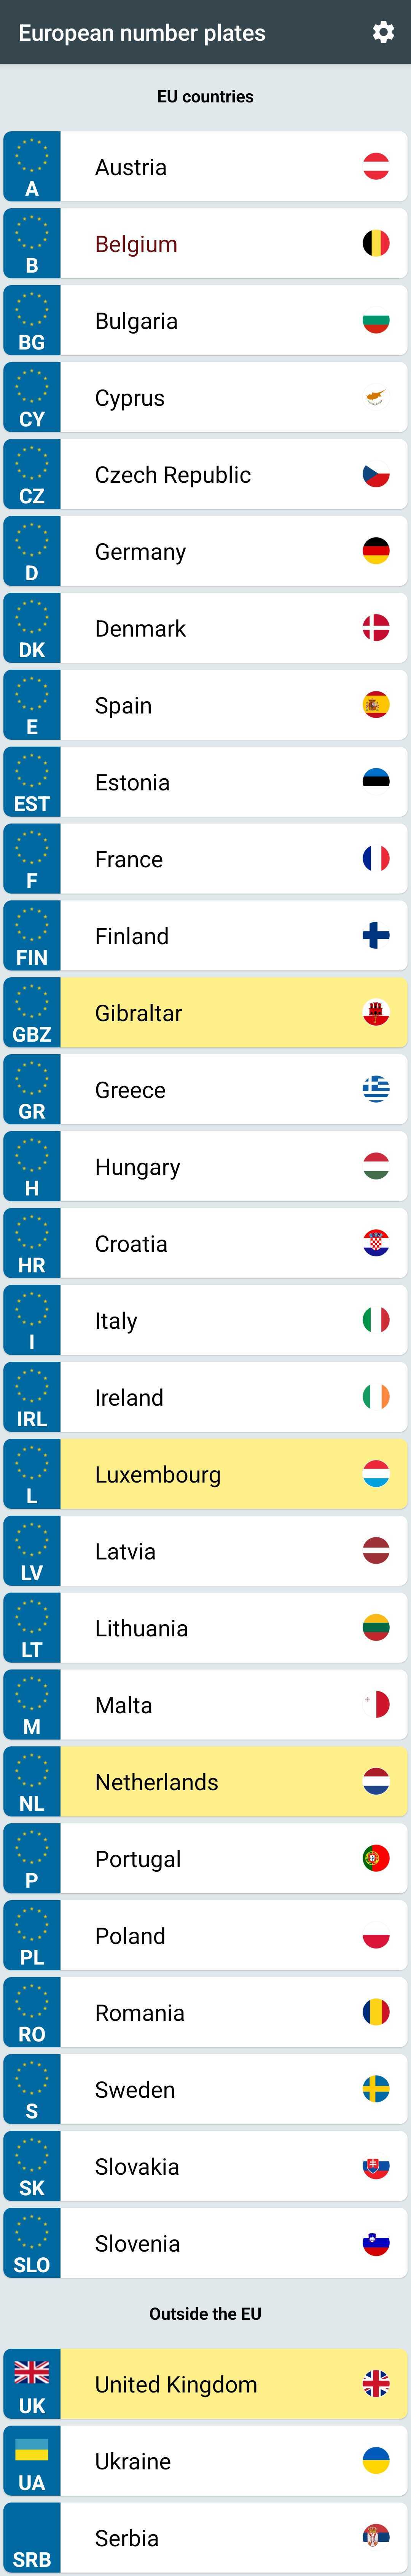 European number plates
EU countries
A
Austria
B
Belgium
BG
Bulgaria
CY
Cyprus
CZ
Czech Republic
D
Germany
DK
Denmark
E
Spain
EST
Estonia
F
France
FIN
Finland
GBZ
Gibraltar
GR
Greece
H
Hungary
HR
Croatia
I
Italy
IRL
Ireland
L
Luxembourg
LV
Latvia
LT
Lithuania
M
Malta
NL
Netherlands
P
Portugal
PL
Poland
RO
Romania
S
Sweden
SK
Slovakia
SLO
Slovenia
Outside the EU
UK
United Kingdom
UA
Ukraine
SRB
Serbia